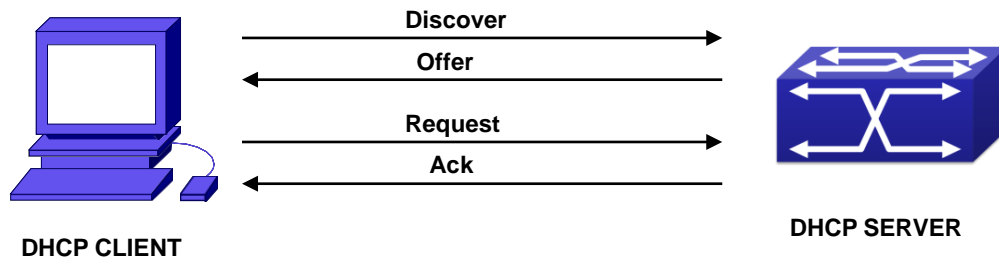 Discover
Offer
Request
Ack
DHCP CLIENT
DHCP SERVER